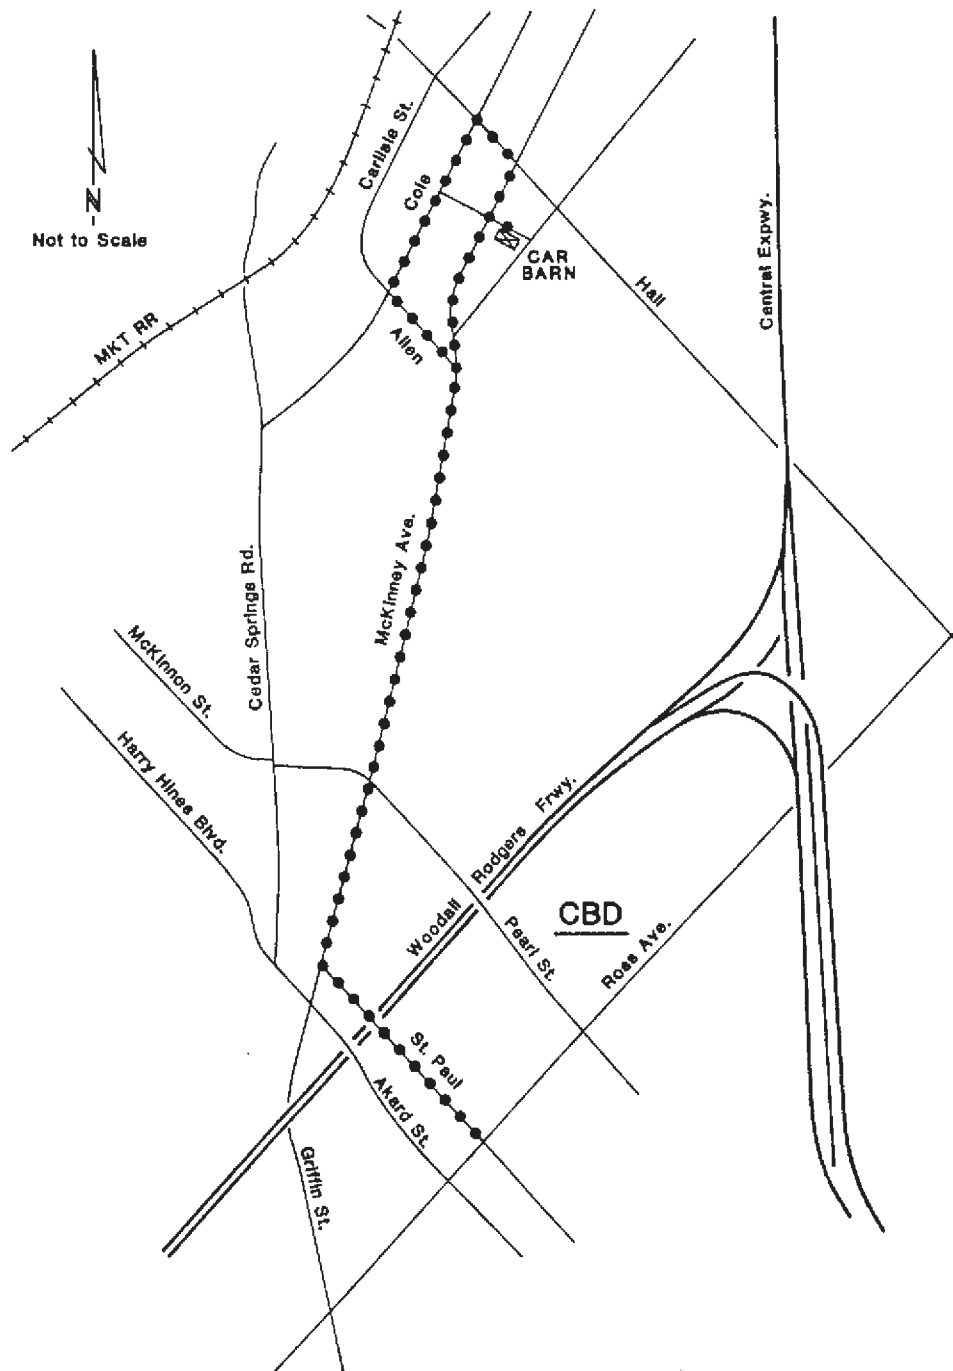 Carlisle St.
Cole
N
Not to Scale
CAR
BARN
Central Expwy.
Hall
MKT RR
Allen
McKinney Ave.
Cedar Springs Rd.
McKinnon St.
Harry Hines Blvd.
Woodall Rodgers Frwy.
CBD
Pearl St.
Ross Ave.
St. Paul
Akard St.
Griffin St.